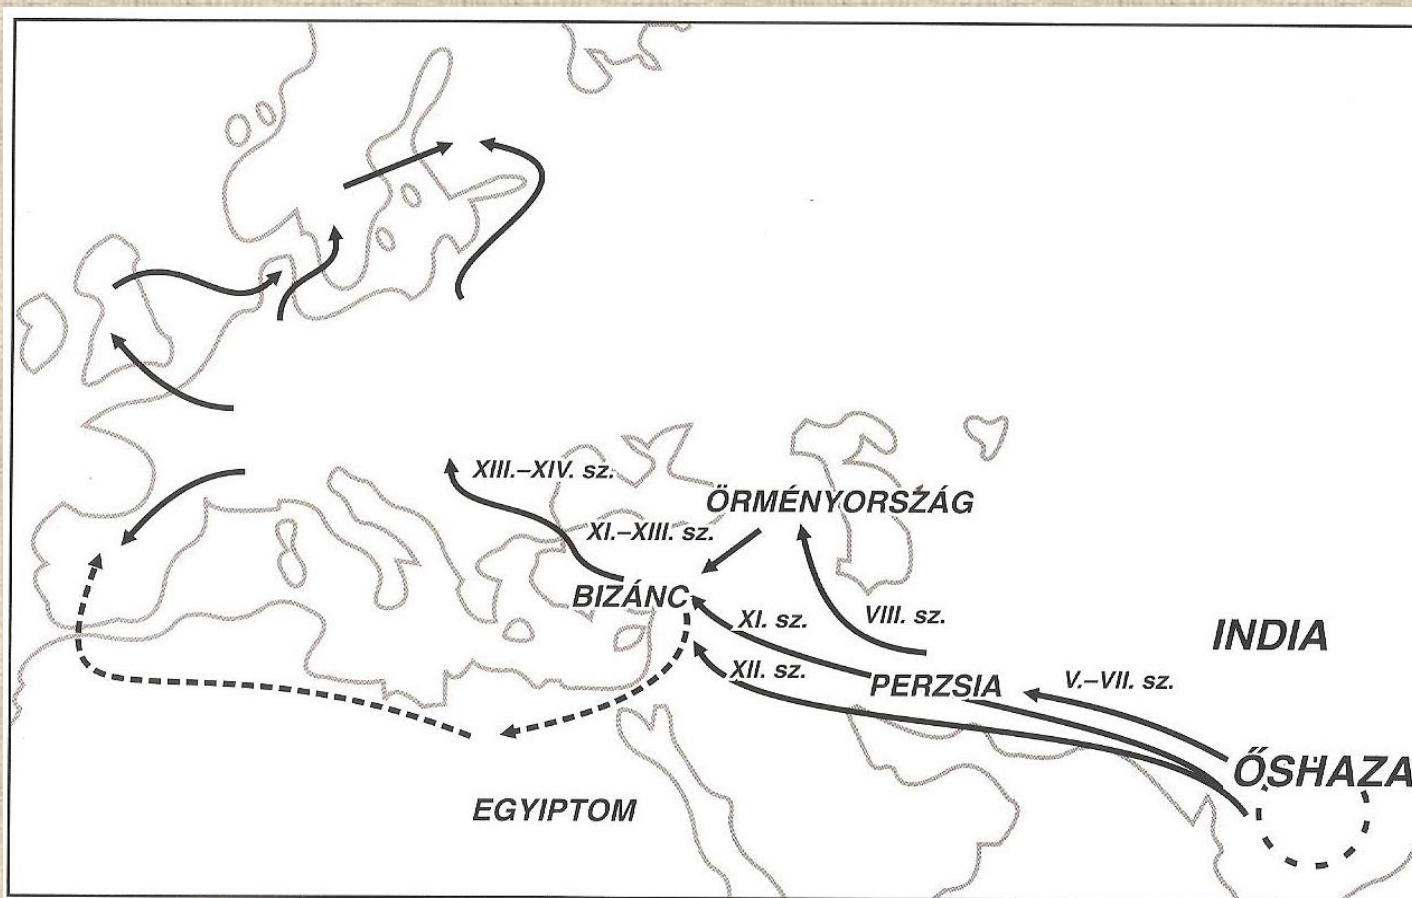 XIII.–XIV. sz.
ÖRMÉNYORSZÁG
XI.–XIII. sz.
BIZÁNC
XI. sz.
VIII. sz.
INDIA
XII. sz.
PERZSIA
V.–VII. sz.
ŐSHAZA
EGYIPTOM